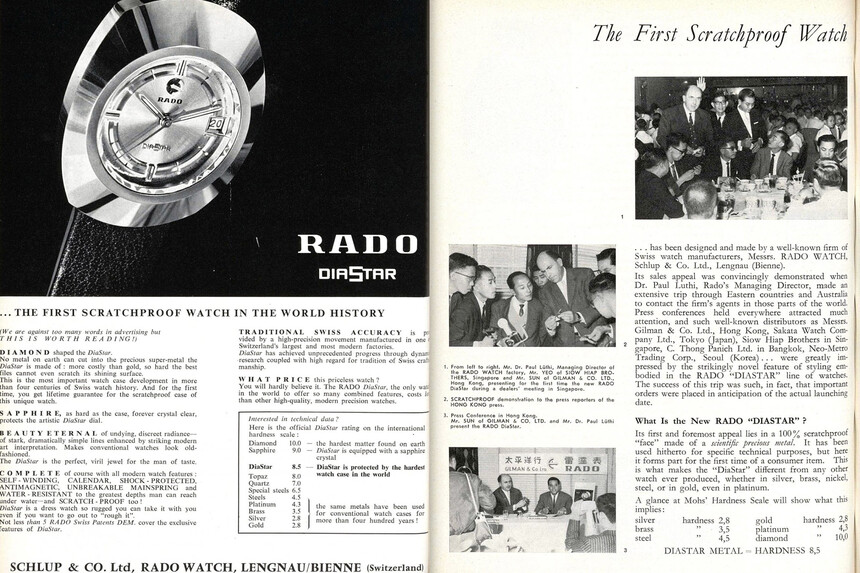 RADO
20
DIASTAR
RADO
DIASTAR
...THE FIRST SCRATCHPROOF WATCH IN THE WORLD HISTORY
(We are against too many words in advertising but
THIS IS WORTH READING!)
DIAMOND shaped the DiaStar.
No metal on earth can cut into the precious super-metal the
DiaStar is made of: more costly than gold, so hard the best
files cannot even scratch its shining surface.
This is the most important watch case development in more
than four centuries of Swiss watch history. And for the first
time, you get lifetime guarantee for the scratchproof case of
this unique watch.
SAPPHIRE, as hard as the case, forever crystal clear,
protects the artistic DiaStar dial.
BEAUTY ETERNAL of undying, discreet radiance—
of stark, dramatically simple lines enhanced by striking modern
art interpretation. Makes conventional watches look old-
fashioned.
The DiaStar is the perfect, viril jewel for the man of taste.
COMPLETE of course with all modern watch features:
SELF-WINDING, CALENDAR, SHOCK-PROTECTED,
ANTIMAGNETIC, UNBREAKABLE MAINSPRING and
WATER-RESISTANT to the greatest depths man can reach
under water—and SCRATCH-PROOF too!
DiaStar is a dress watch so rugged you can take it with you
even if you want to go out to "rough it".
Not less than 5 RADO Swiss Patents DEM. cover the exclusive
features of DiaStar.
TRADITIONAL SWISS ACCURACY is p
vided by a high-precision movement manufactured in one
Switzerland's largest and most modern factories.
DiaStar has achieved unprecedented progress through dynam
research coupled with high regard for tradition of Swiss craf
manship.
WHAT PRICE this priceless watch?
You will hardly believe it. The RADO DiaStar, the only wat
in the world to offer so many combined features, costs
than other high-quality, modern precision watches.
Interested in technical data?
Here is the official DiaStar rating on the international
hardness scale:
Diamond 10.0 — the hardest matter found on earth
Sapphire 9.0 — DiaStar is equipped with a sapphire
crystal
DiaStar 8.5 — DiaStar is protected by the hardest
watch case in the world
Topaz 8.0
Quartz 7.0
Special steels 6.5
Steels 4.5
Platinum 4.3
Brass 3.5
Silver 2.8
Gold 2.8
the same metals have been used
for conventional watch cases for
more than four hundred years!
SCHLUP & CO. Ltd, RADO WATCH, LENGNAU/BIENNE (Switzerland)
The First Scratchproof Watch
1
2
1. From left to right, Mr. Dr. Paul Lüthi, Managing Director of
the RADO WATCH factory, Mr. YEO of SIOW HIAP BRO-
THERS, Singapore and Mr. SUN of GILMAN & CO. LTD.,
Hong Kong, presenting for the first time the new RADO
DiaStar during a dealers' meeting in Singapore.
2. SCRATCHPROOF demonstration to the press reporters of the
HONG KONG press.
3. Press Conference in Hong Kong.
Mr. SUN of GILMAN & CO. LTD. and Mr. Dr. Paul Lüthi
present the RADO DiaStar.
太平洋行
GILMAN & Co. Ltd.
雷達表
RADO
3
. . . has been designed and made by a well-known firm of
Swiss watch manufacturers, Messrs. RADO WATCH,
Schlup & Co. Ltd., Lengnau (Bienne).
Its sales appeal was convincingly demonstrated when
Dr. Paul Luthi, Rado's Managing Director, made an
extensive trip through Eastern countries and Australia
to contact the firm's agents in those parts of the world.
Press conferences held everywhere attracted much
attention, and such well-known distributors as Messrs.
Gilman & Co. Ltd., Hong Kong, Sakata Watch Com-
pany Ltd., Tokyo (Japan), Siow Hiap Brothers in Sin-
gapore, C. Thong Panich Ltd. in Bangkok, Neo-Metro
Trading Corp., Seoul (Korea)... were greatly im-
pressed by the strikingly novel feature of styling em-
bodied in the RADO "DIASTAR" line of watches.
The success of this trip was such, in fact, that important
orders were placed in anticipation of the actual launching
date.
What Is the New RADO "DIASTAR"?
Its first and foremost appeal lies in a 100% scratchproof
"face" made of a scientific precious metal. It has been
used hitherto for specific technical purposes, but here
it forms part for the first time of a consumer item. This
is what makes the "DiaStar" different from any other
watch ever produced, whether in silver, brass, nickel,
steel, or in gold, even in platinum.
A glance at Mohs' Hardness Scale will show what this
implies:
silver hardness 2,8 gold hardness 2,8
brass » 3,5 platinum » 4,3
steel » 4,5 diamond » 10,0
DIASTAR METAL = HARDNESS 8,5